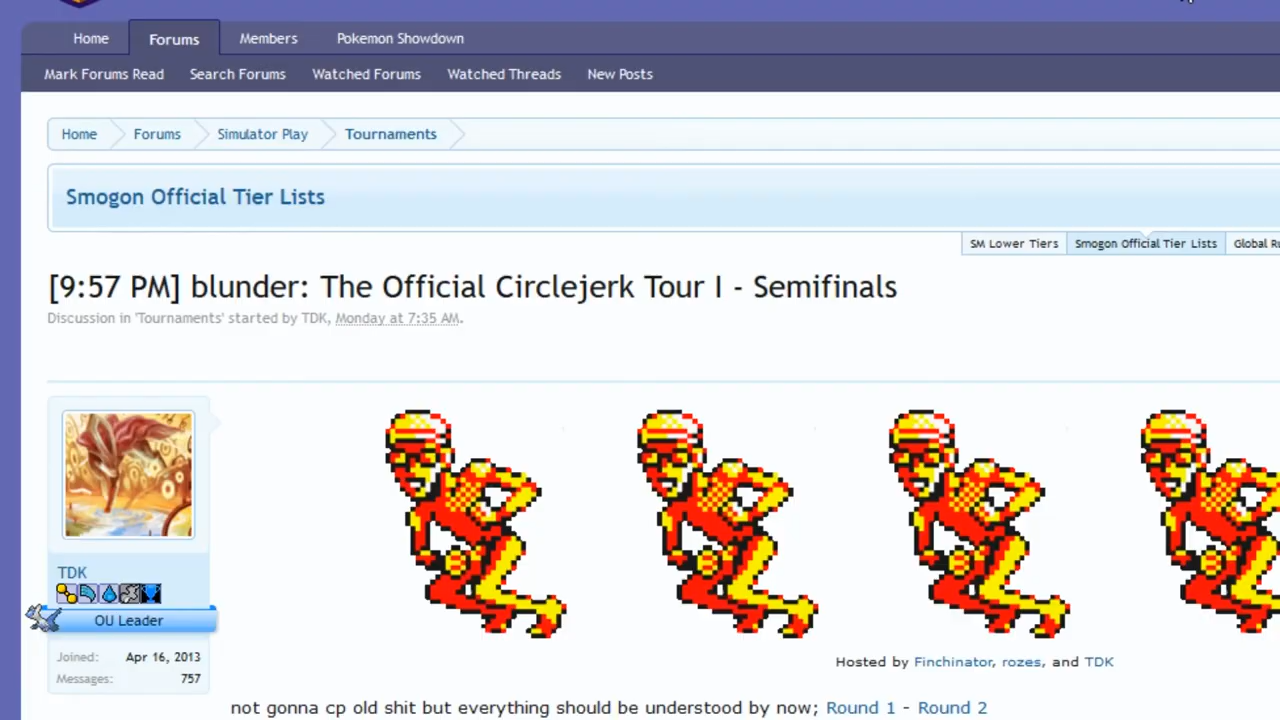 Home Forums Members Pokemon Showdown
Mark Forums Read Search Forums Watched Forums Watched Threads New Posts
Home Forums Simulator Play Tournaments
Smogon Official Tier Lists
SM Lower Tiers Smogon Official Tier Lists Global
[9:57 PM] blunder: The Official Circlejerk Tour I - Semifinals
Discussion in 'Tournaments' started by TDK, Monday at 7:35 AM.
TDK
OU Leader
Joined: Apr 16, 2013
Messages: 757
Hosted by Finchinator, rozes, and TDK
not gonna cp old shit but everything should be understood by now; Round 1 - Round 2